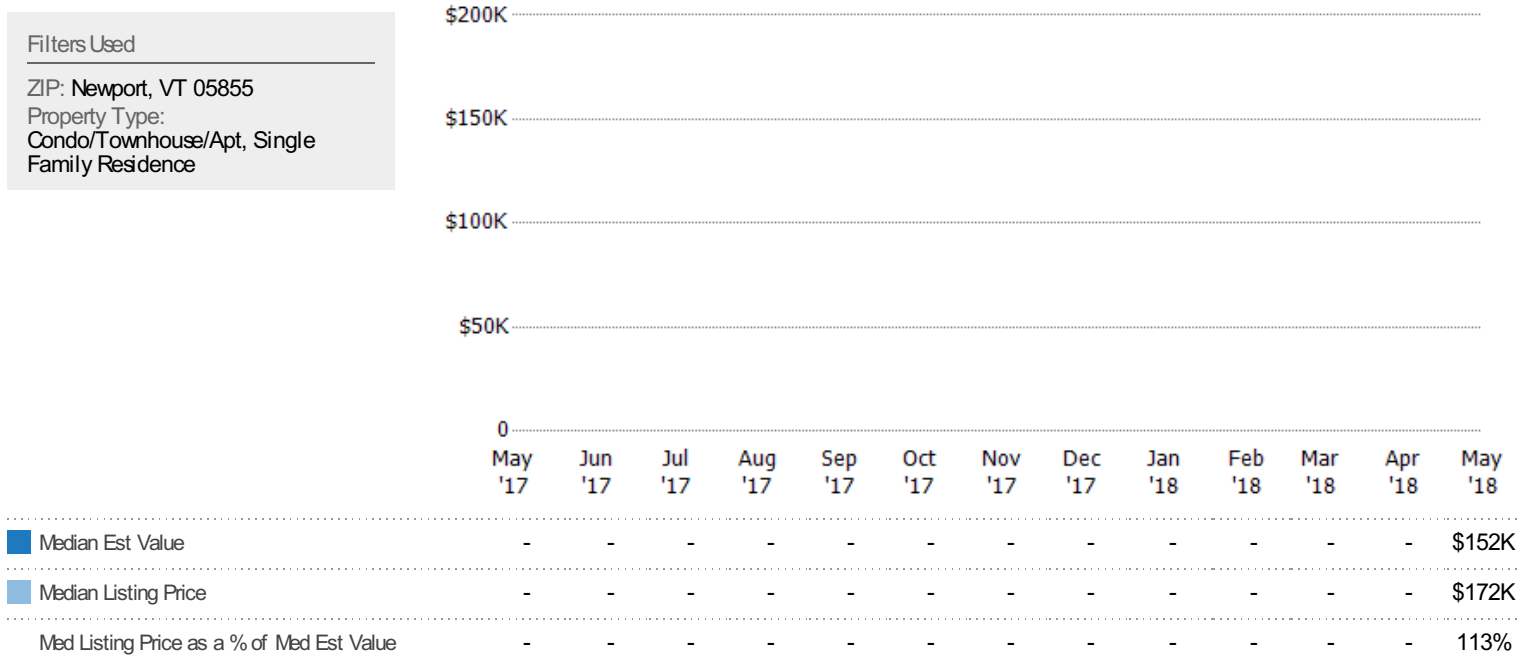 Filters Used
ZIP: Newport, VT 05855
Property Type:
Condo/Townhouse/Apt, Single
Family Residence
$200K
$150K
$100K
$50K
0
May Jun Jul Aug Sep Oct Nov Dec Jan Feb Mar Apr May
'17 '17 '17 '17 '17 '17 '17 '17 '18 '18 '18 '18 '18
Median Est Value - - - - - - - - - - - - $152K
Median Listing Price - - - - - - - - - - - - $172K
Med Listing Price as a % of Med Est Value - - - - - - - - - - - - 113%